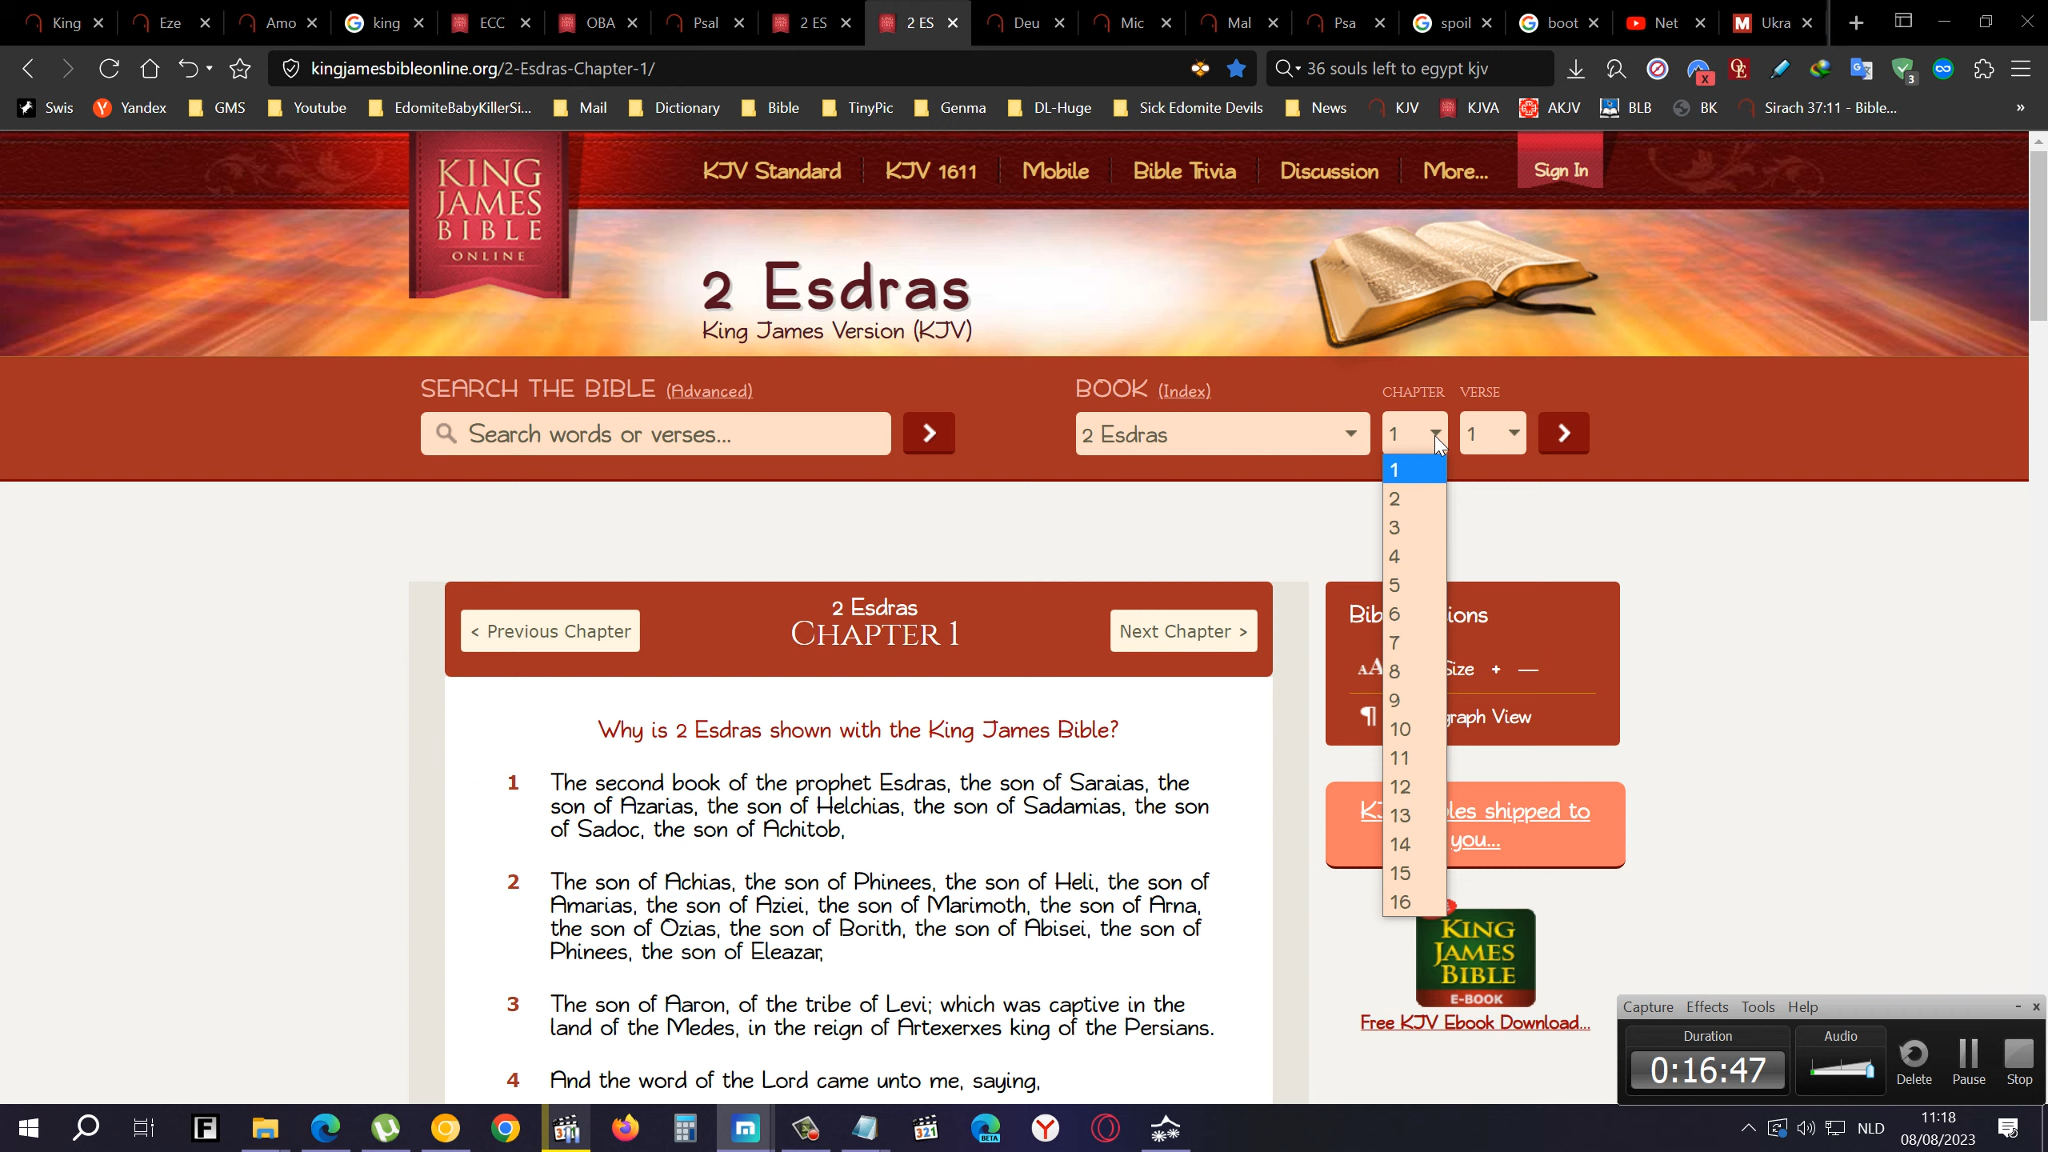 King
Eze
Amo
king
ECC
OBA
Psal
2 ES
2 ES
Deu
Mic
Mal
Psa
spoil
boot
Net
Ukra
kingjamesbibleonline.org/2-Esdras-Chapter-1/
36 souls left to egypt kjv
Swis
Yandex
GMS
Youtube
EdomiteBabyKillerSi...
Mail
Dictionary
Bible
TinyPic
Genma
DL-Huge
Sick Edomite Devils
News
KJV
KJVA
AKJV
BLB
BK
Sirach 37:11 - Bible...
KING
JAMES
BIBLE
ONLINE
KJV Standard
KJV 1611
Mobile
Bible Trivia
Discussion
More...
Sign In
2 Esdras
King James Version (KJV)
SEARCH THE BIBLE (Advanced)
BOOK (Index)
CHAPTER
VERSE
Search words or verses...
2 Esdras
1
1
1
2
3
4
5
6
7
8
9
10
11
12
13
14
15
16
< Previous Chapter
2 Esdras
CHAPTER 1
Next Chapter >
Why is 2 Esdras shown with the King James Bible?
1 The second book of the prophet Esdras, the son of Saraias, the
son of Azarias, the son of Helchias, the son of Sadamias, the son
of Sadoc, the son of Achitob,
2 The son of Achias, the son of Phinees, the son of Heli, the son of
Amarias, the son of Aziei, the son of Marimoth, the son of Arna,
the son of Ozias, the son of Borith, the son of Abisei, the son of
Phinees, the son of Eleazar,
3 The son of Aaron, of the tribe of Levi; which was captive in the
land of the Medes, in the reign of Artexerxes king of the Persians.
4 And the word of the Lord came unto me, saying,
Size + —
shipped to
you...
KING
JAMES
BIBLE
E-BOOK
Free KJV Ebook Download...
Capture Effects Tools Help
Duration
Audio
0:16:47
Delete
Pause
Stop
NLD
11:18
08/08/2023